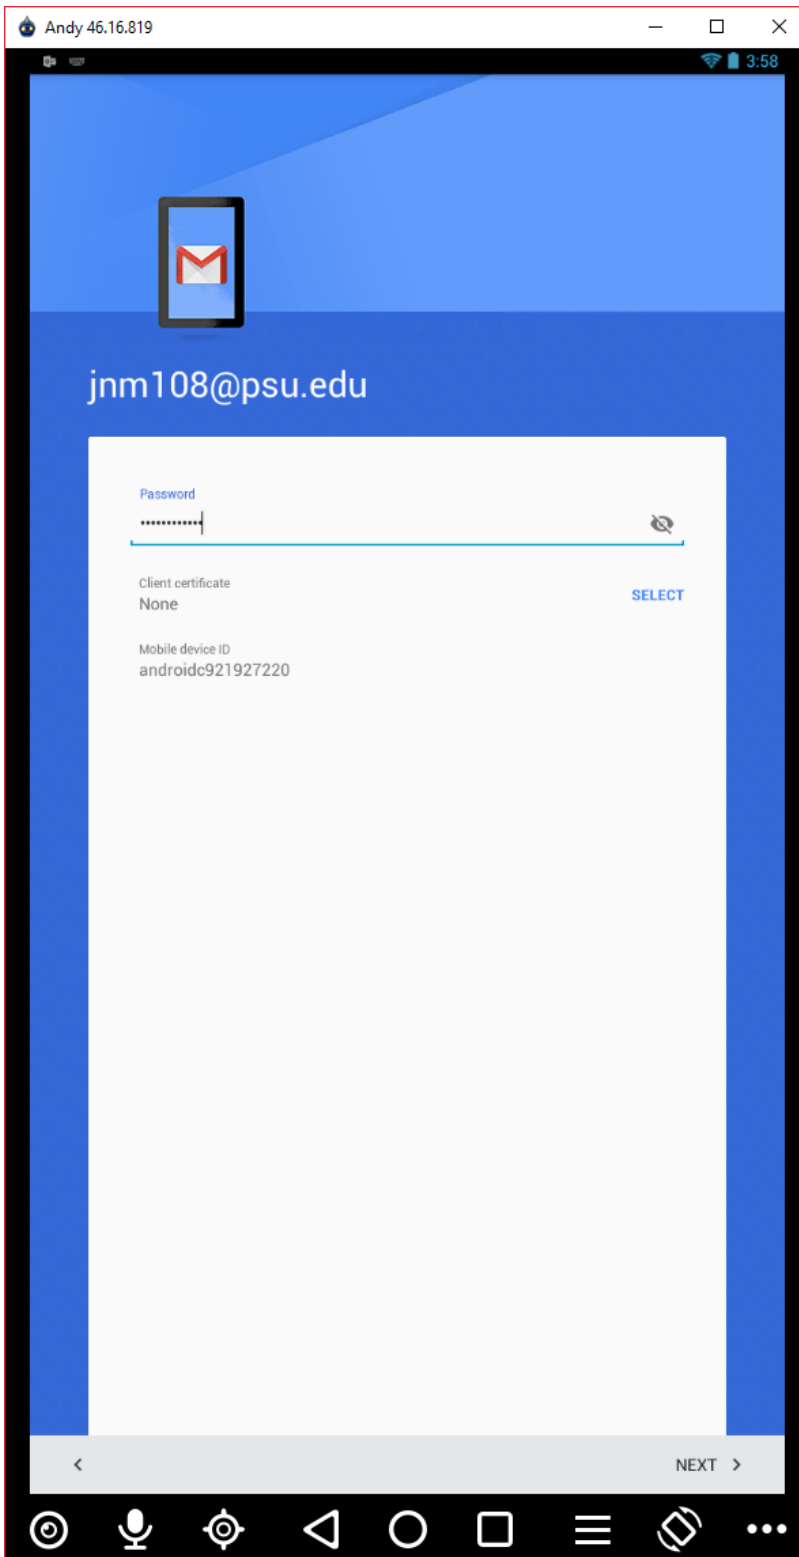 Andy 46.16.819
3:58
jnm108@psu.edu
Password
••••••••••••
Client certificate
None
SELECT
Mobile device ID
androidc921927220
NEXT